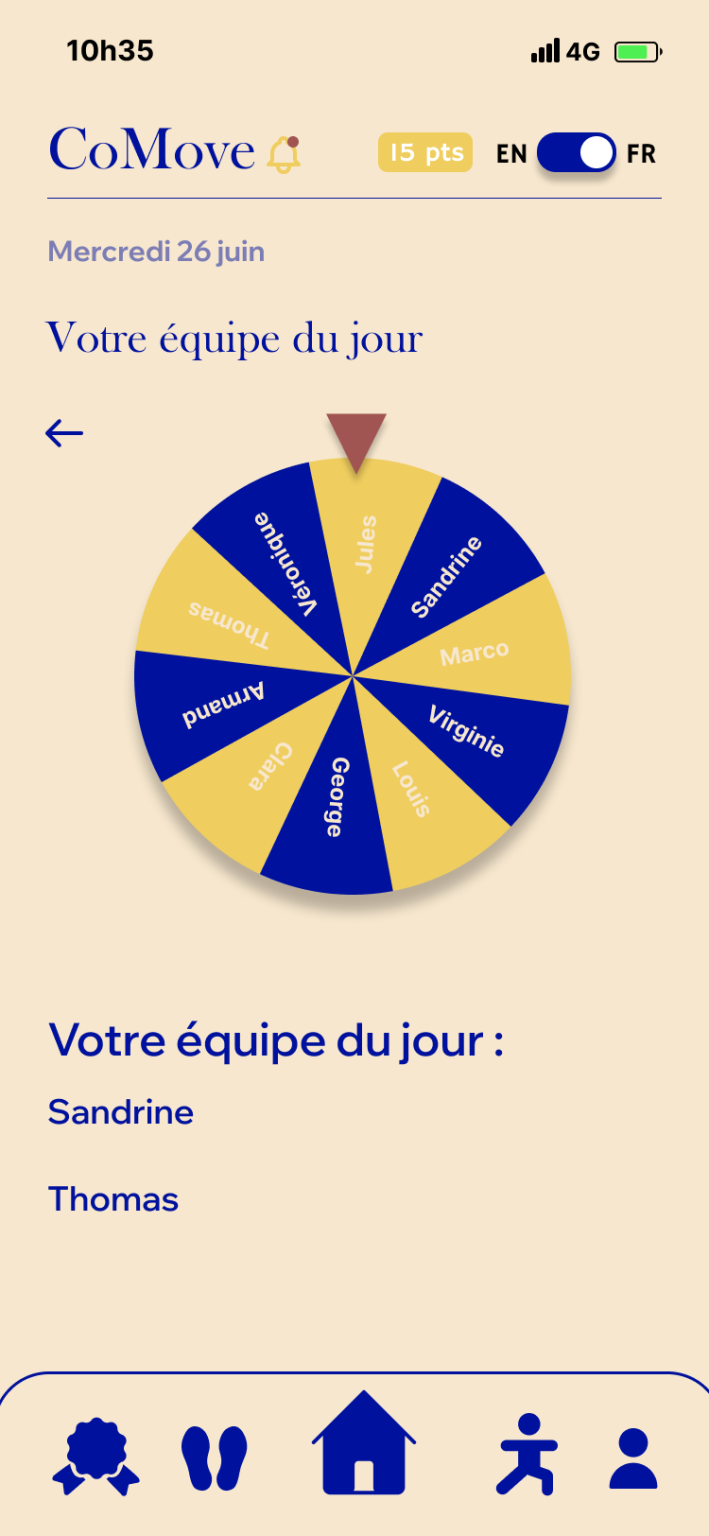 10h35
4G
CoMove
15 pts
EN
FR
Mercredi 26 juin
Votre équipe du jour
Jules
Sandrine
Marco
Virginie
Louis
George
Clara
Armand
Thomas
Véronique
Votre équipe du jour :
Sandrine
Thomas